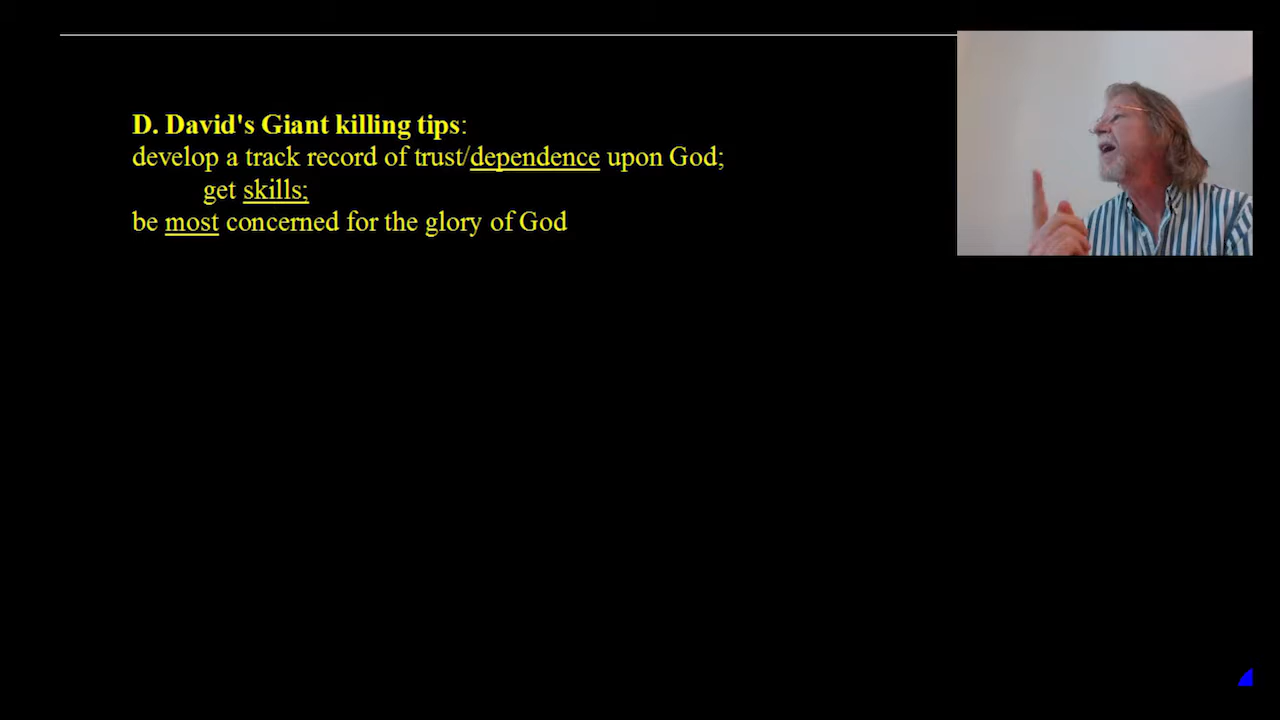 D. David's Giant killing tips:
develop a track record of trust/dependence upon God;
get skills;
be most concerned for the glory of God